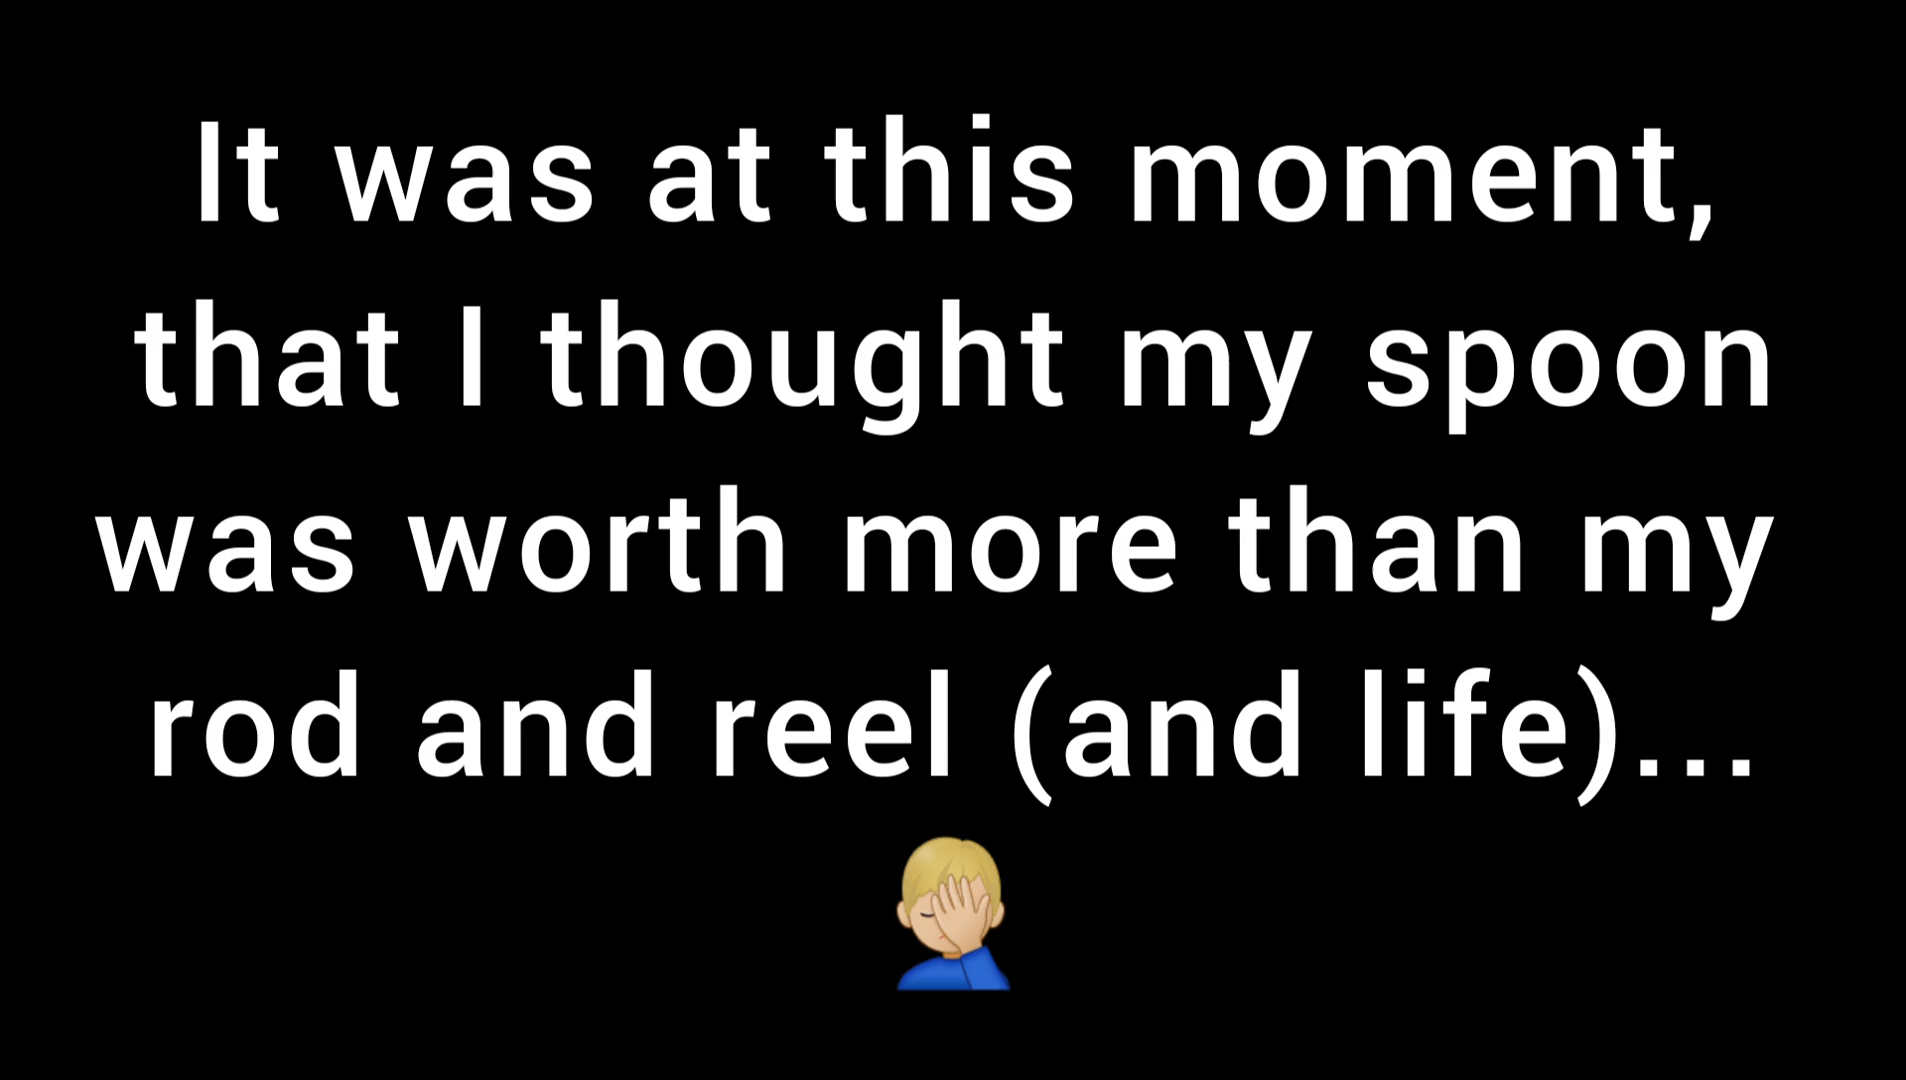 It was at this moment,
that I thought my spoon
was worth more than my
rod and reel (and life)...